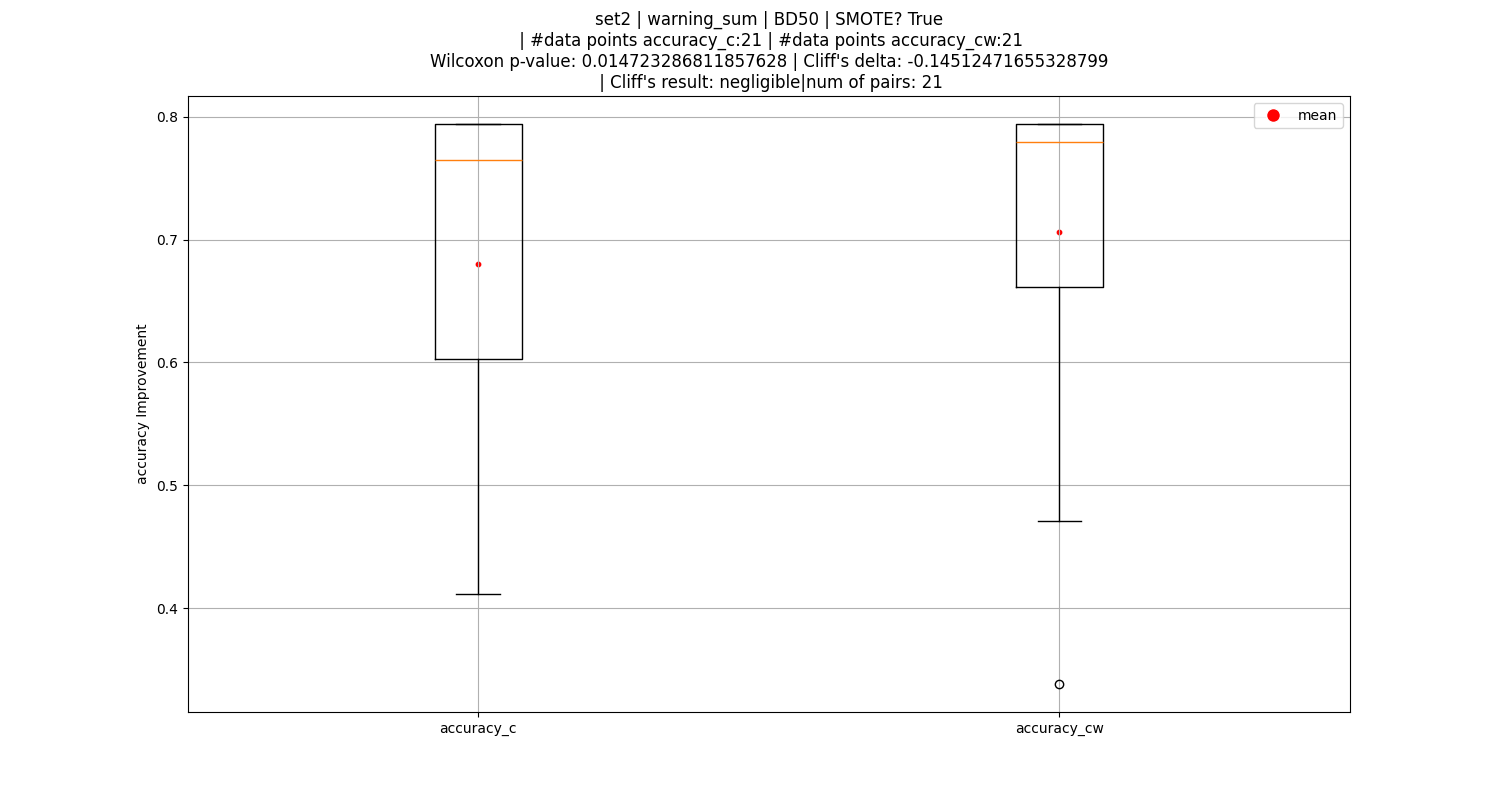 set2 | warning_sum | BD50 | SMOTE? True
| #data points accuracy_c:21 | #data points accuracy_cw:21
Wilcoxon p-value: 0.014723286811857628 | Cliff's delta: -0.14512471655328799
| Cliff's result: negligible|num of pairs: 21
mean
0.8
0.7
0.6
0.5
0.4
accuracy Improvement
accuracy_c
accuracy_cw